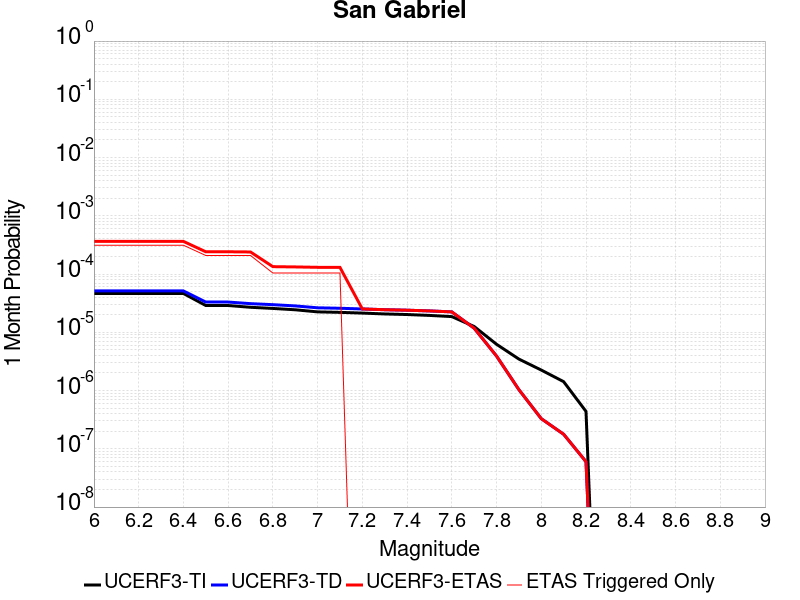 San Gabriel
1 Month Probability
10^0
10^-1
10^-2
10^-3
10^-4
10^-5
10^-6
10^-7
10^-8
6 6.2 6.4 6.6 6.8 7 7.2 7.4 7.6 7.8 8 8.2 8.4 8.6 8.8 9
Magnitude
UCERF3-TI UCERF3-TD UCERF3-ETAS ETAS Triggered Only